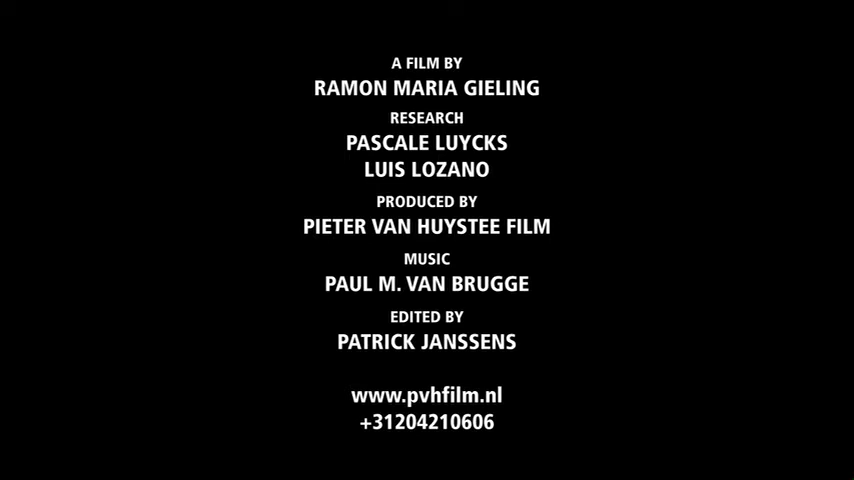 A FILM BY
RAMON MARIA GIELING
RESEARCH
PASCALE LUYCKS
LUIS LOZANO
PRODUCED BY
PIETER VAN HUYSTEE FILM
MUSIC
PAUL M. VAN BRUGGE
EDITED BY
PATRICK JANSSENS
www.pvhfilm.nl
+31204210606